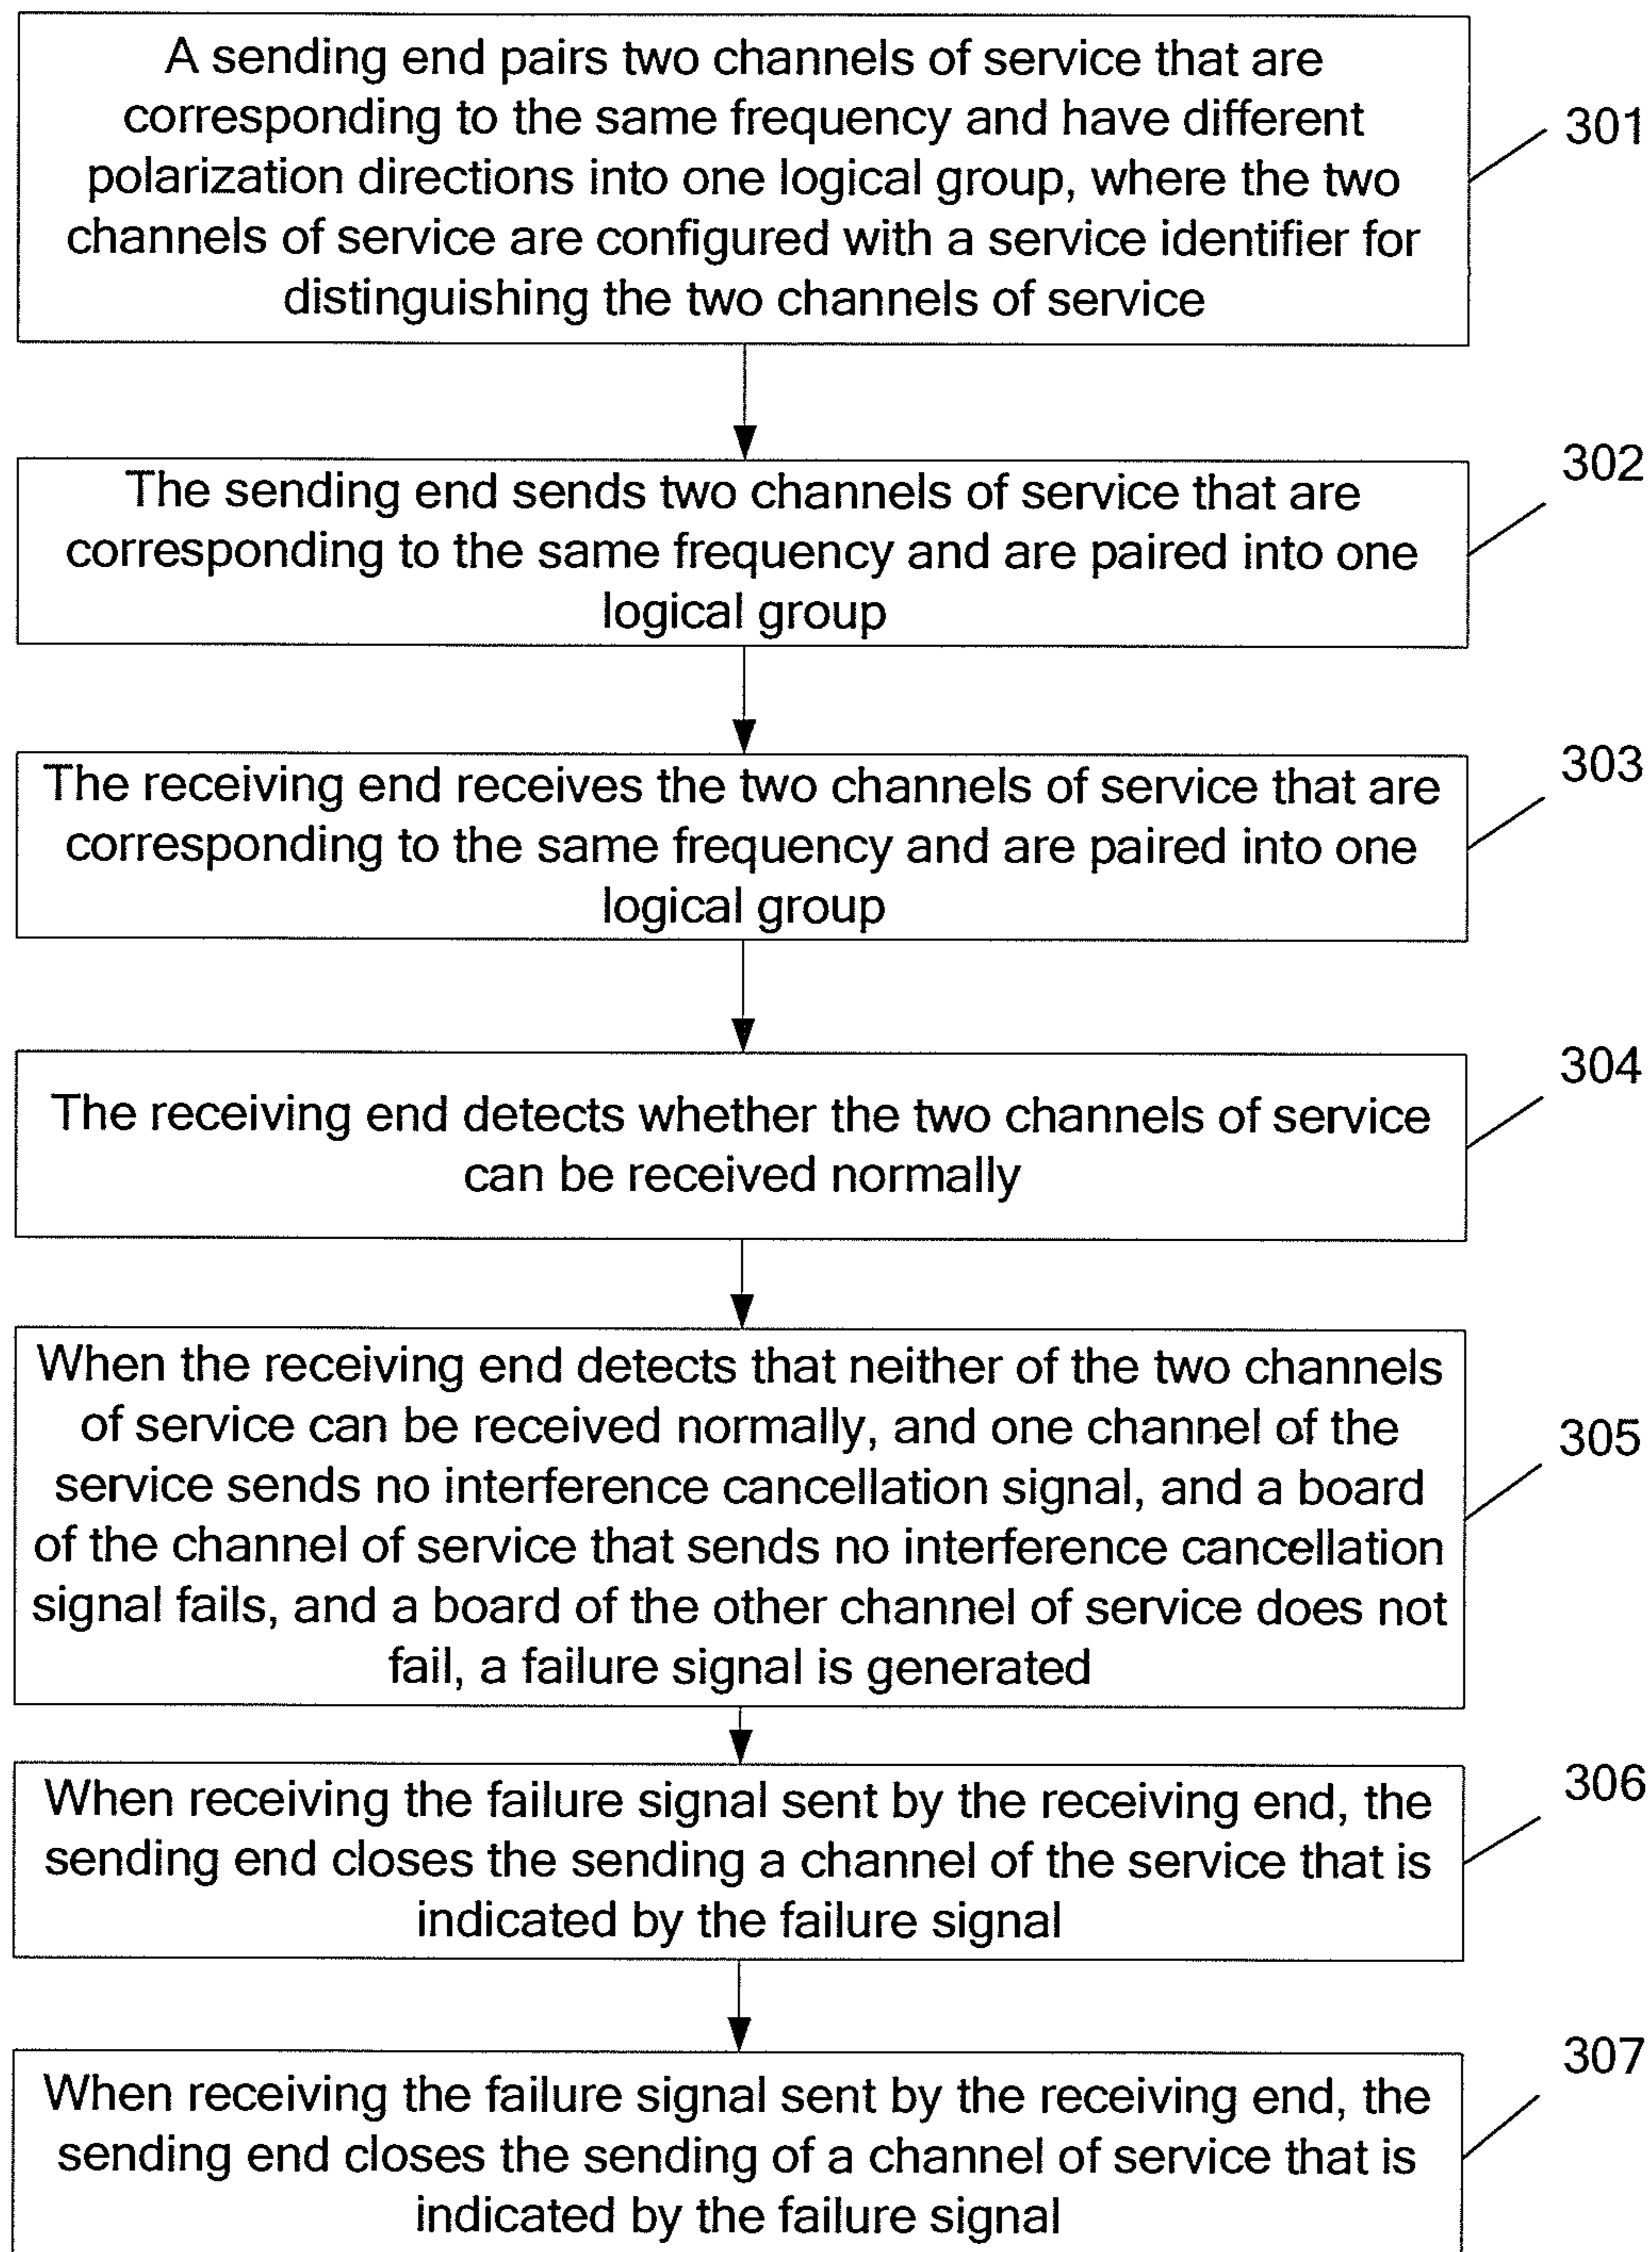 A sending end pairs two channels of service that are
corresponding to the same frequency and have different
polarization directions into one logical group, where the two
channels of service are configured with a service identifier for
distinguishing the two channels of service
301
The sending end sends two channels of service that are
corresponding to the same frequency and are paired into one
logical group
302
The receiving end receives the two channels of service that are
corresponding to the same frequency and are paired into one
logical group
303
The receiving end detects whether the two channels of service
can be received normally
304
When the receiving end detects that neither of the two channels
of service can be received normally, and one channel of the
service sends no interference cancellation signal, and a board
of the channel of service that sends no interference cancellation
signal fails, and a board of the other channel of service does not
fail, a failure signal is generated
305
When receiving the failure signal sent by the receiving end, the
sending end closes the sending a channel of the service that is
indicated by the failure signal
306
When receiving the failure signal sent by the receiving end, the
sending end closes the sending of a channel of service that is
indicated by the failure signal
307